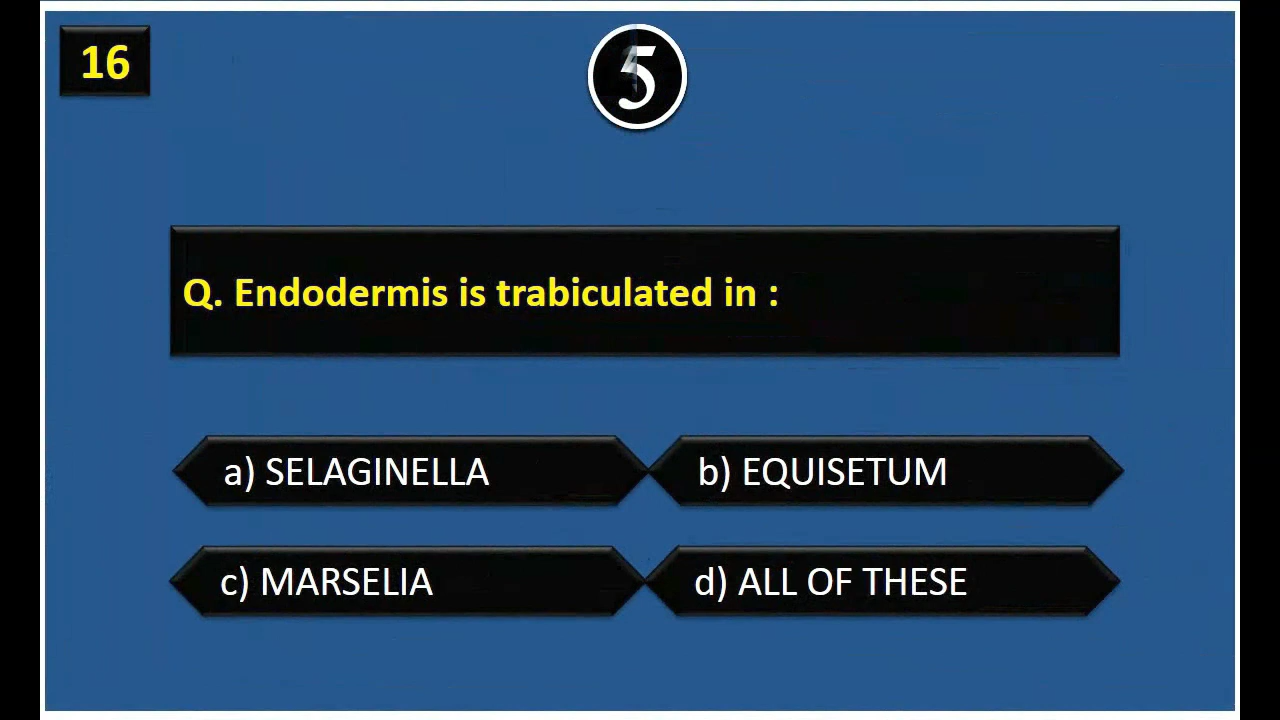 16
5
Q. Endodermis is trabiculated in :
a) SELAGINELLA
b) EQUISETUM
c) MARSELIA
d) ALL OF THESE